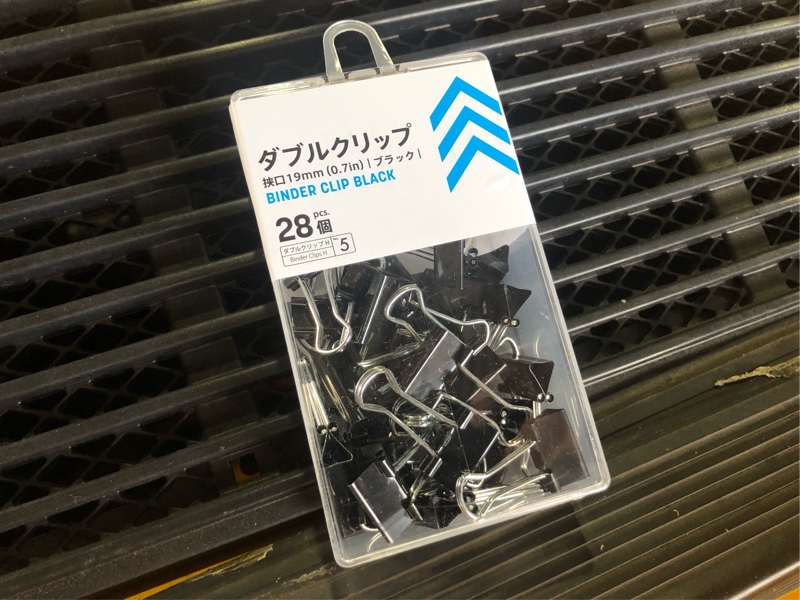 ダブルクリップ
挟口19mm (0.7in) | ブラック |
BINDER CLIP BLACK
28 pcs. 個
ダブルクリップ H
Binder Clips H
No. 5